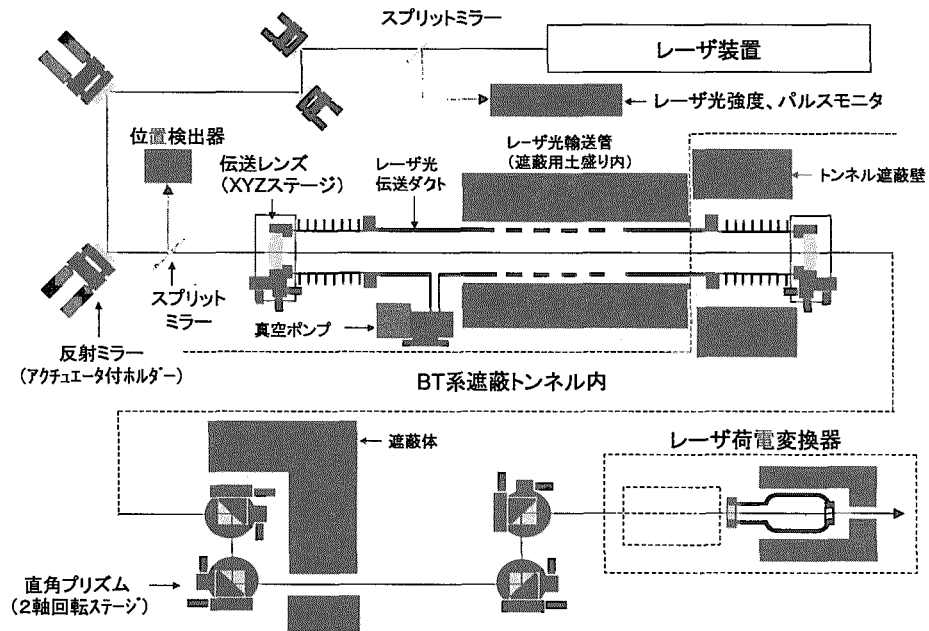 スプリットミラー
レーザ装置
レーザ光強度、パルスモニタ
位置検出器
伝送レンズ
(XYZステージ)
レーザ光
伝送ダクト
レーザ光輸送管
(遮蔽用土盛り内)
トンネル遮蔽壁
スプリット
ミラー
真空ポンプ
反射ミラー
(アクチュエータ付ホルダー)
BT系遮蔽トンネル内
遮蔽体
レーザ荷電変換器
直角プリズム
(2軸回転ステージ)